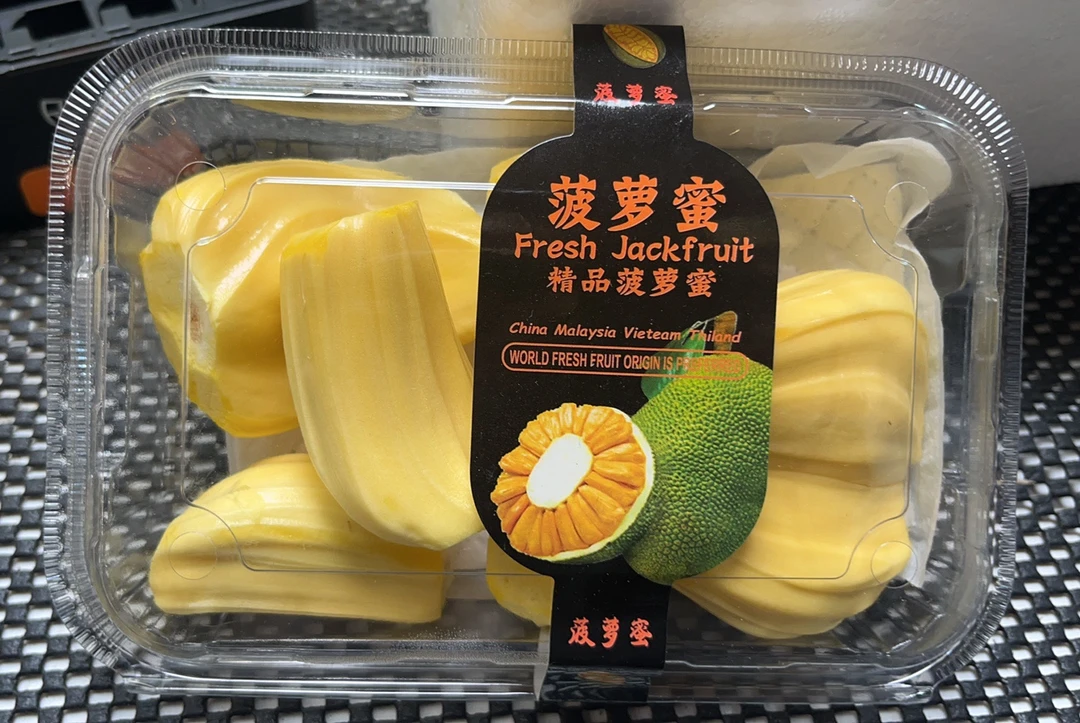 菠萝蜜
菠萝蜜
Fresh Jackfruit
精品菠萝蜜
China Malaysia Vieteam Thiland
WORLD FRESH FRUIT ORIGIN IS
菠萝蜜